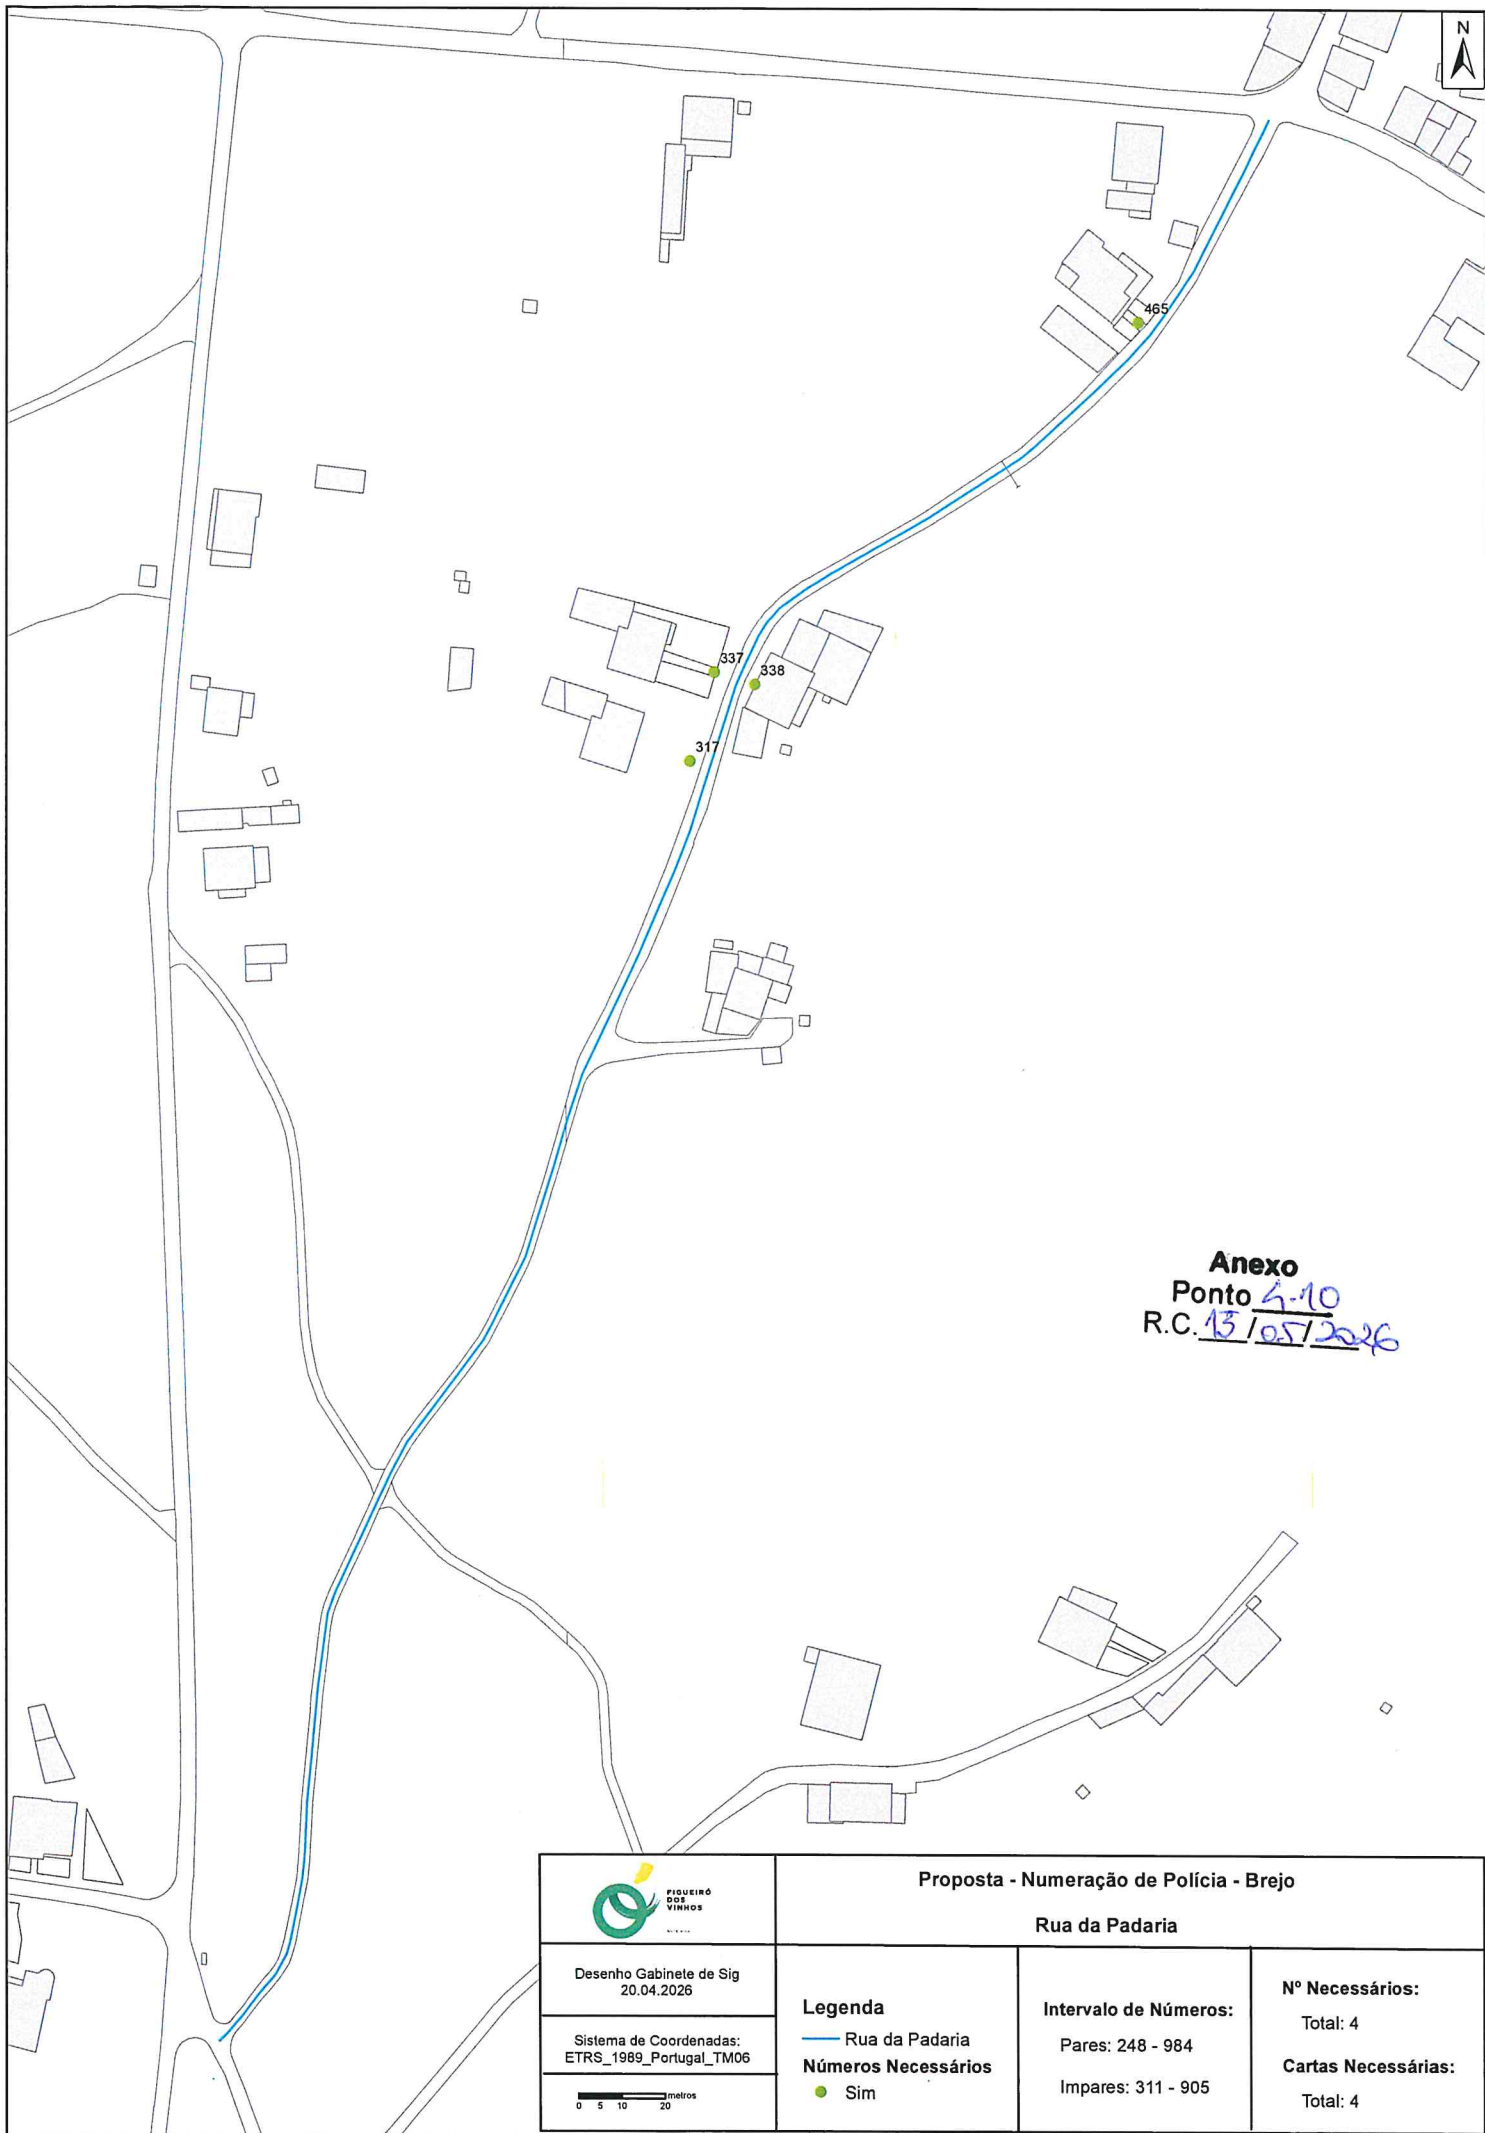 N
465
337
338
317
Anexo
Ponto 4.10
R.C. 13/05/2026
FIGUEIRÓ
DOS
VINHOS
Proposta - Numeração de Polícia - Brejo
Rua da Padaria
Desenho Gabinete de Sig
20.04.2026
Sistema de Coordenadas:
ETRS_1989_Portugal_TM06
metros
0 5 10 20
Legenda
Rua da Padaria
Números Necessários
Sim
Intervalo de Números:
Pares: 248 - 984
Impares: 311 - 905
Nº Necessários:
Total: 4
Cartas Necessárias:
Total: 4